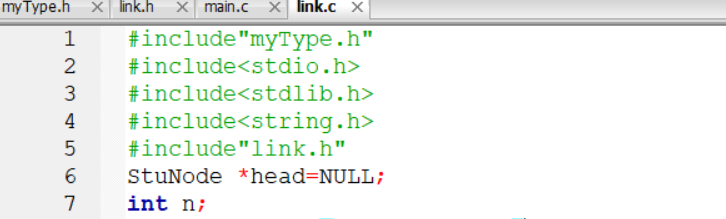 myType.h × link.h × main.c × link.c ×
1 #include"myType.h"
2 #include<stdio.h>
3 #include<stdlib.h>
4 #include<string.h>
5 #include"link.h"
6 StuNode *head=NULL;
7 int n;